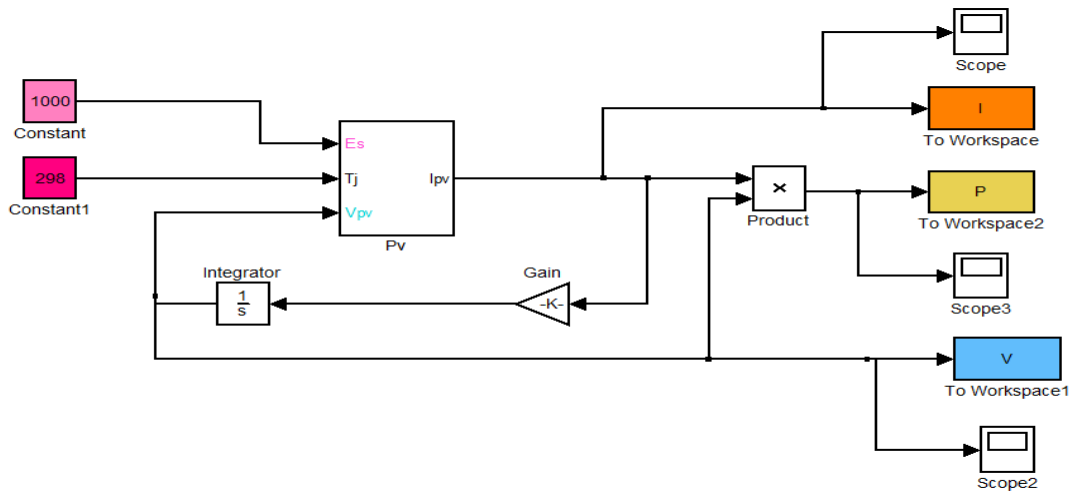 Scope
1000
Constant
I
To Workspace
Es
298
Tj
Ipv
×
P
Constant1
Vpv
Product
To Workspace2
Pv
Integrator
Gain
1
s
-K-
Scope3
V
To Workspace1
Scope2